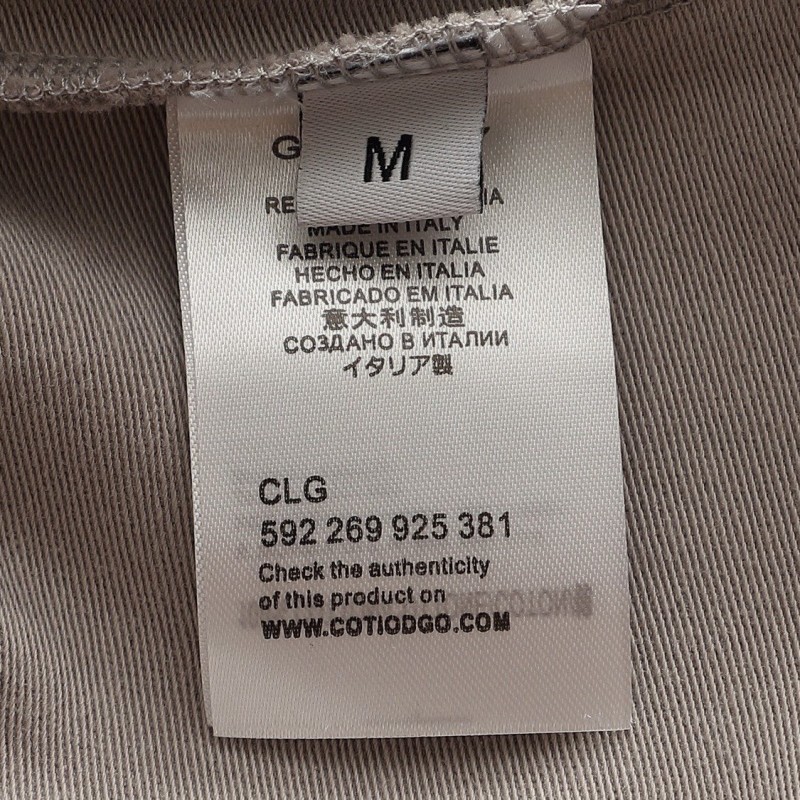 M
MADE IN ITALY
FABRIQUE EN ITALIE
HECHO EN ITALIA
FABRICADO EM ITALIA
意大利制造
СОЗДАНО В ИТАЛИИ
イタリア製
CLG
592 269 925 381
Check the authenticity
of this product on
WWW.COTIODGO.COM